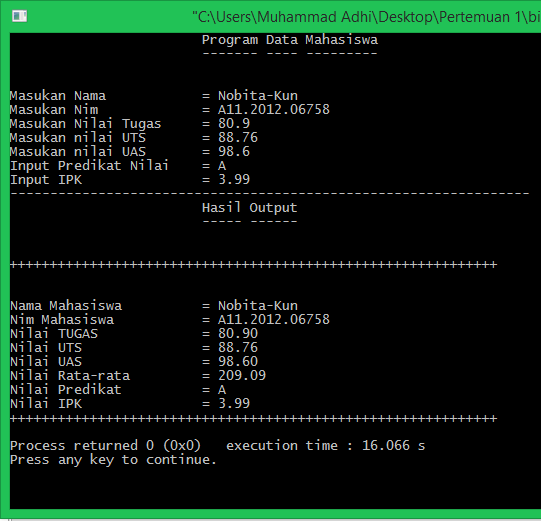 "C:\Users\Muhammad Adhi\Desktop\Pertemuan 1\bi
Program Data Mahasiswa
------- ---- ---------
Masukan Nama = Nobita-Kun
Masukan Nim = A11.2012.06758
Masukan Nilai Tugas = 80.9
Masukan nilai UTS = 88.76
Masukan nilai UAS = 98.6
Input Predikat Nilai = A
Input IPK = 3.99
-----------------------------------------------------------------
Hasil Output
----- ------
+++++++++++++++++++++++++++++++++++++++++++++++++++++++++++++
Nama Mahasiswa = Nobita-Kun
Nim Mahasiswa = A11.2012.06758
Nilai TUGAS = 80.90
Nilai UTS = 88.76
Nilai UAS = 98.60
Nilai Rata-rata = 209.09
Nilai Predikat = A
Nilai IPK = 3.99
+++++++++++++++++++++++++++++++++++++++++++++++++++++++++++++
Process returned 0 (0x0) execution time : 16.066 s
Press any key to continue.